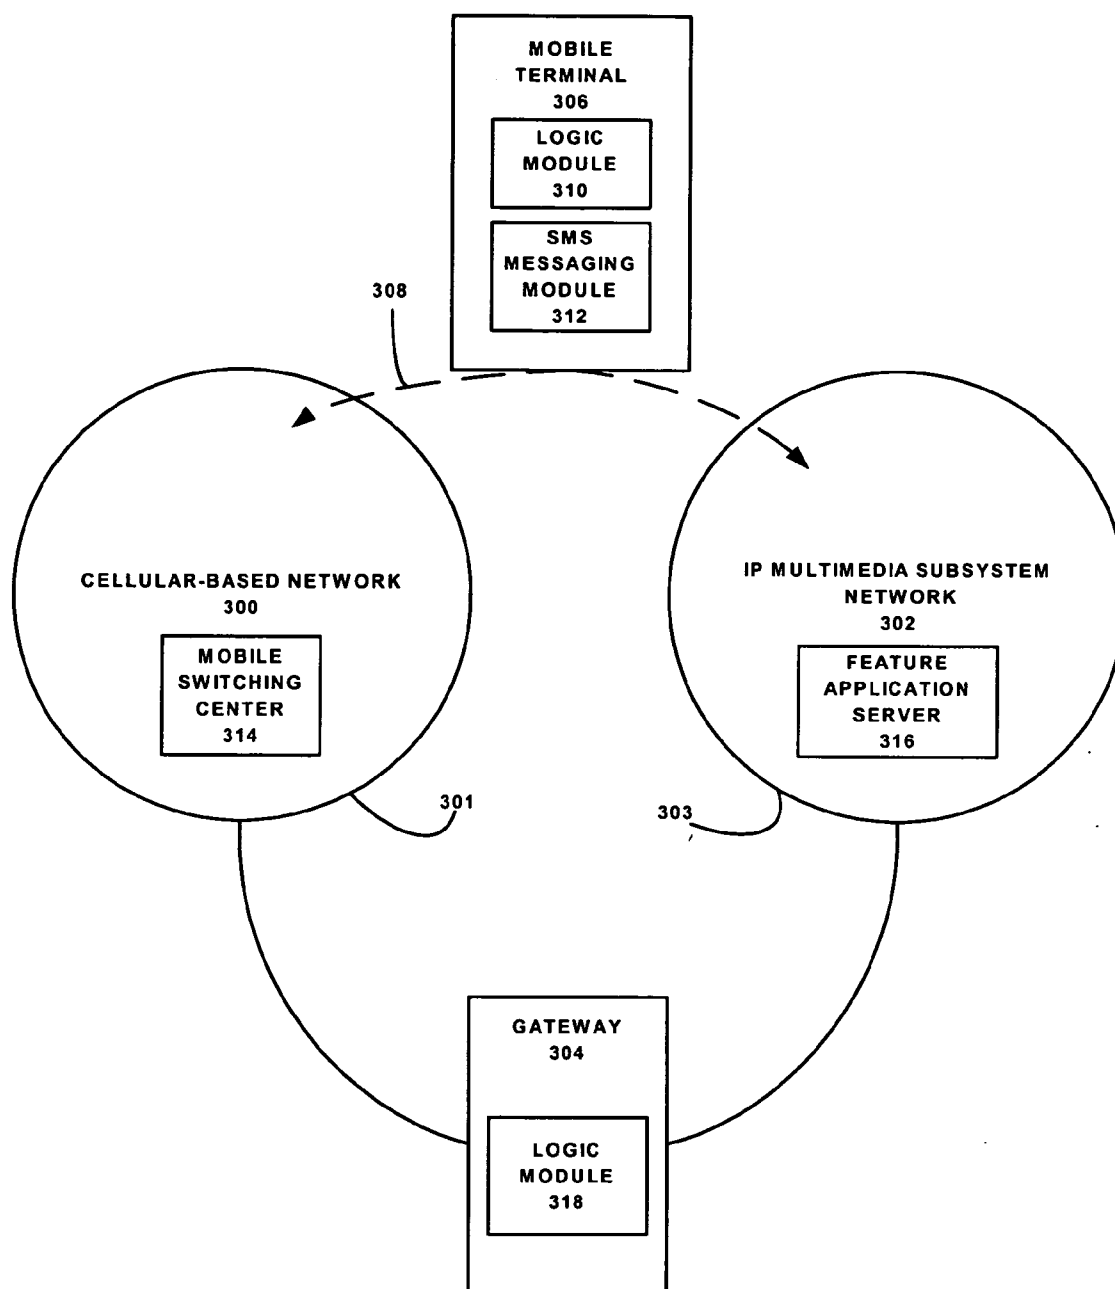 MOBILE
TERMINAL
306
LOGIC
MODULE
310
SMS
MESSAGING
MODULE
312
308
CELLULAR-BASED NETWORK
300
MOBILE
SWITCHING
CENTER
314
IP MULTIMEDIA SUBSYSTEM
NETWORK
302
FEATURE
APPLICATION
SERVER
316
301
303
GATEWAY
304
LOGIC
MODULE
318